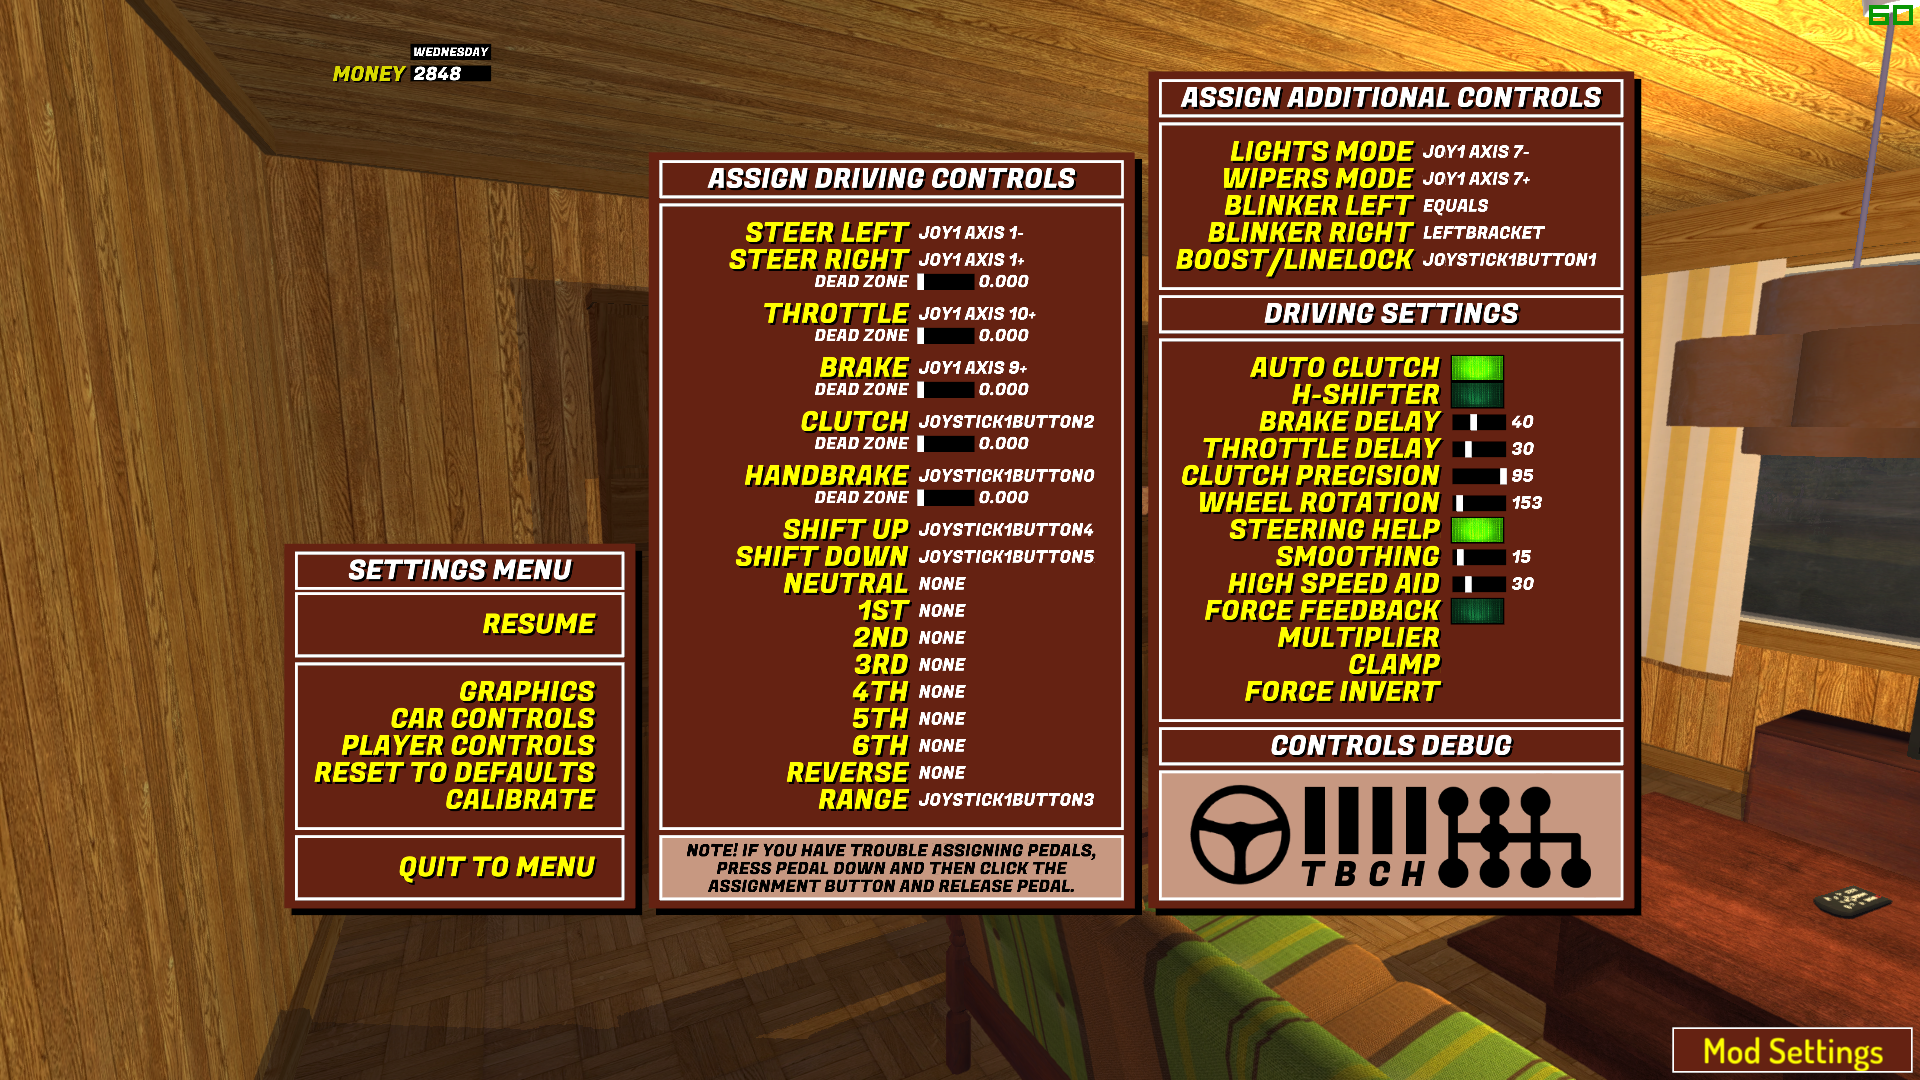 60
WEDNESDAY
MONEY 2848
SETTINGS MENU
RESUME
GRAPHICS
CAR CONTROLS
PLAYER CONTROLS
RESET TO DEFAULTS
CALIBRATE
QUIT TO MENU
ASSIGN DRIVING CONTROLS
STEER LEFT JOY1 AXIS 1-
STEER RIGHT JOY1 AXIS 1+
DEAD ZONE 0.000
THROTTLE JOY1 AXIS 10+
DEAD ZONE 0.000
BRAKE JOY1 AXIS 9+
DEAD ZONE 0.000
CLUTCH JOYSTICK1BUTTON2
DEAD ZONE 0.000
HANDBRAKE JOYSTICK1BUTTON0
DEAD ZONE 0.000
SHIFT UP JOYSTICK1BUTTON4
SHIFT DOWN JOYSTICK1BUTTON5
NEUTRAL NONE
1ST NONE
2ND NONE
3RD NONE
4TH NONE
5TH NONE
6TH NONE
REVERSE NONE
RANGE JOYSTICK1BUTTON3
NOTE! IF YOU HAVE TROUBLE ASSIGNING PEDALS,
PRESS PEDAL DOWN AND THEN CLICK THE
ASSIGNMENT BUTTON AND RELEASE PEDAL.
ASSIGN ADDITIONAL CONTROLS
LIGHTS MODE JOY1 AXIS 7-
WIPERS MODE JOY1 AXIS 7+
BLINKER LEFT EQUALS
BLINKER RIGHT LEFTBRACKET
BOOST/LINELOCK JOYSTICK1BUTTON1
DRIVING SETTINGS
AUTO CLUTCH
H-SHIFTER
BRAKE DELAY 40
THROTTLE DELAY 30
CLUTCH PRECISION 95
WHEEL ROTATION 153
STEERING HELP
SMOOTHING 15
HIGH SPEED AID 30
FORCE FEEDBACK
MULTIPLIER
CLAMP
FORCE INVERT
CONTROLS DEBUG
T B C H
Mod Settings